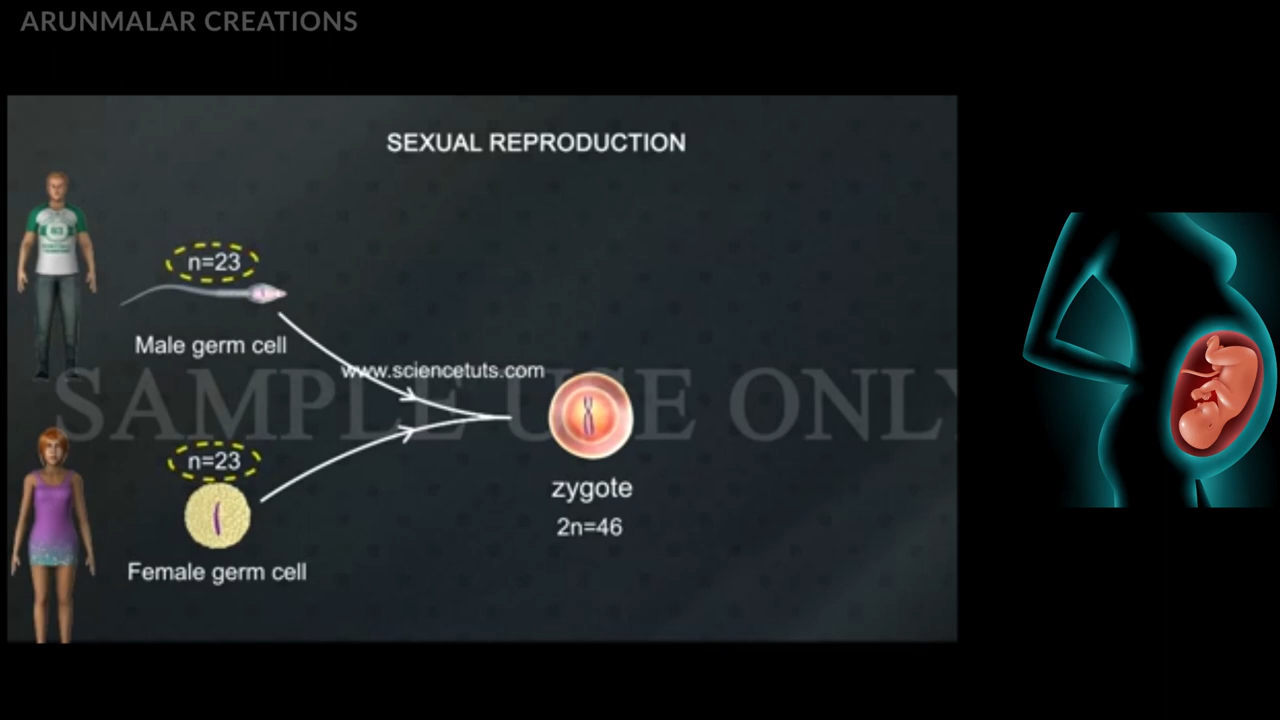 ARUNMALAR CREATIONS
SEXUAL REPRODUCTION
n=23
Male germ cell
www.sciencetuts.com
SAMPLE USE ONLY
n=23
zygote
2n=46
Female germ cell